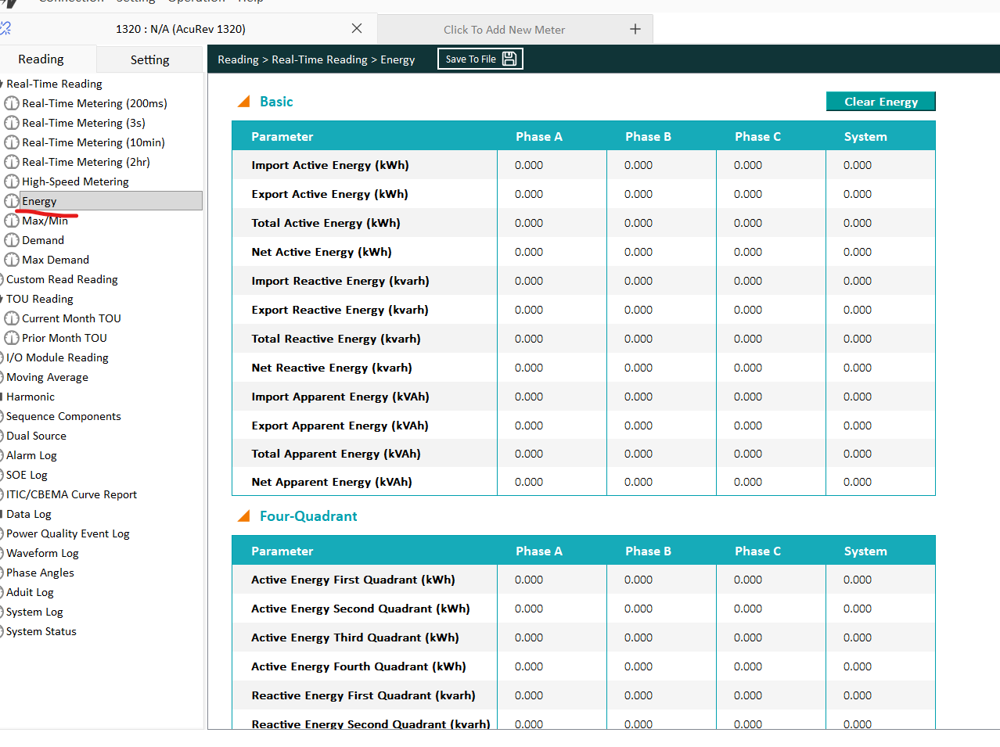 Connection Setting Operation Help
1320 : N/A (AcuRev 1320)
Click To Add New Meter
Reading
Setting
Reading > Real-Time Reading > Energy
Save To File
Real-Time Reading
Real-Time Metering (200ms)
Real-Time Metering (3s)
Real-Time Metering (10min)
Real-Time Metering (2hr)
High-Speed Metering
Energy
Max/Min
Demand
Max Demand
Custom Read Reading
TOU Reading
Current Month TOU
Prior Month TOU
I/O Module Reading
Moving Average
Harmonic
Sequence Components
Dual Source
Alarm Log
SOE Log
ITIC/CBEMA Curve Report
Data Log
Power Quality Event Log
Waveform Log
Phase Angles
Aduit Log
System Log
System Status
Basic
Clear Energy
Parameter Phase A Phase B Phase C System
Import Active Energy (kWh) 0.000 0.000 0.000 0.000
Export Active Energy (kWh) 0.000 0.000 0.000 0.000
Total Active Energy (kWh) 0.000 0.000 0.000 0.000
Net Active Energy (kWh) 0.000 0.000 0.000 0.000
Import Reactive Energy (kvarh) 0.000 0.000 0.000 0.000
Export Reactive Energy (kvarh) 0.000 0.000 0.000 0.000
Total Reactive Energy (kvarh) 0.000 0.000 0.000 0.000
Net Reactive Energy (kvarh) 0.000 0.000 0.000 0.000
Import Apparent Energy (kVAh) 0.000 0.000 0.000 0.000
Export Apparent Energy (kVAh) 0.000 0.000 0.000 0.000
Total Apparent Energy (kVAh) 0.000 0.000 0.000 0.000
Net Apparent Energy (kVAh) 0.000 0.000 0.000 0.000
Four-Quadrant
Parameter Phase A Phase B Phase C System
Active Energy First Quadrant (kWh) 0.000 0.000 0.000 0.000
Active Energy Second Quadrant (kWh) 0.000 0.000 0.000 0.000
Active Energy Third Quadrant (kWh) 0.000 0.000 0.000 0.000
Active Energy Fourth Quadrant (kWh) 0.000 0.000 0.000 0.000
Reactive Energy First Quadrant (kvarh) 0.000 0.000 0.000 0.000
Reactive Energy Second Quadrant (kvarh) 0.000 0.000 0.000 0.000